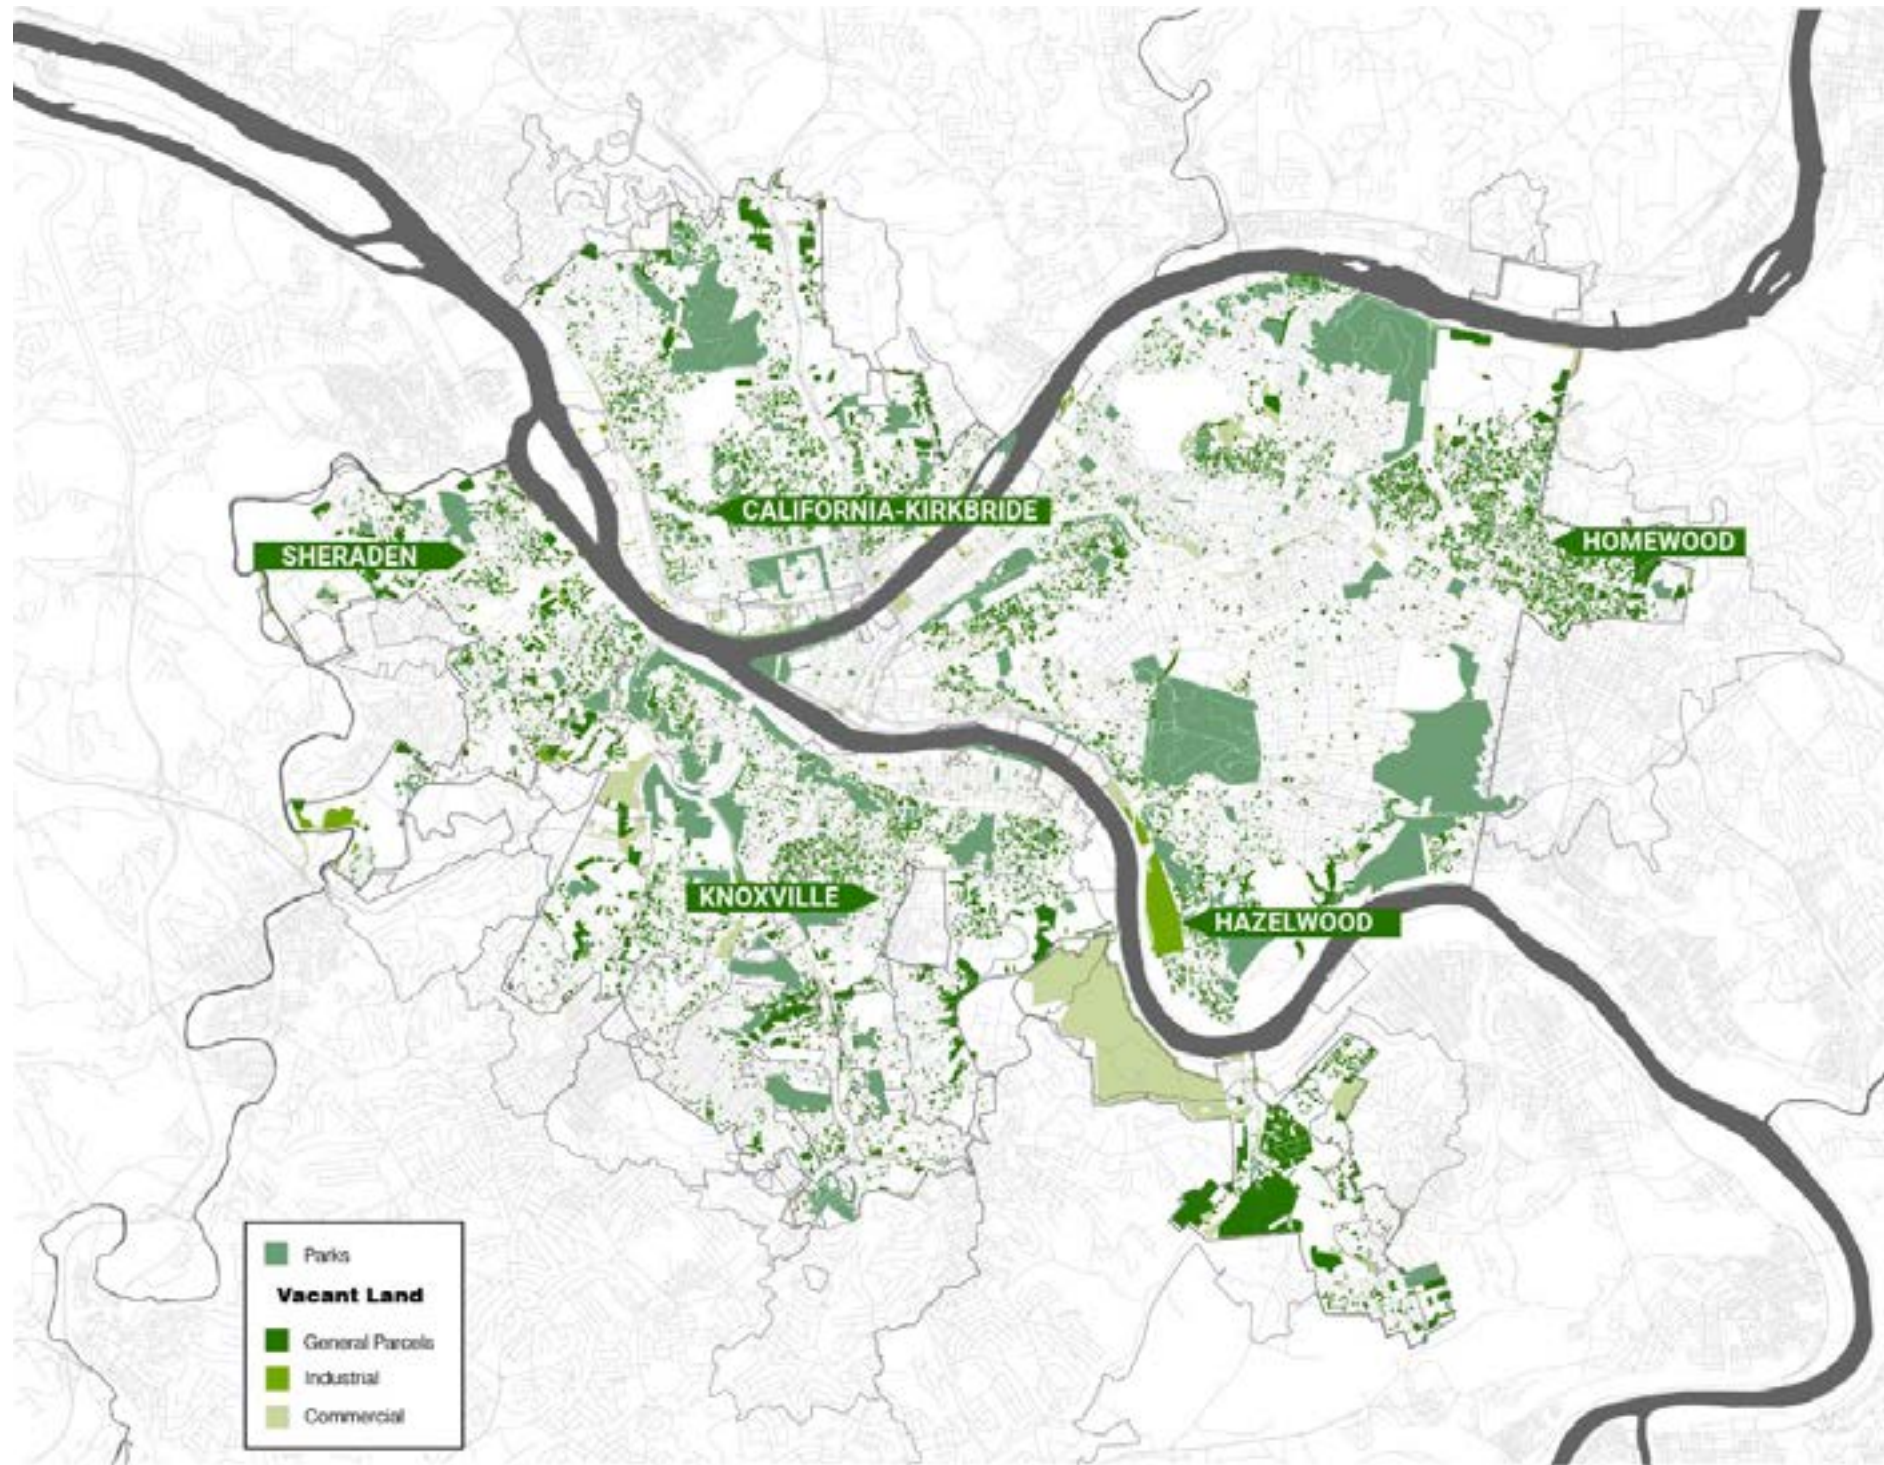 CALIFORNIA-KIRKBRIDE
SHERADEN
HOMEWOOD
KNOXVILLE
HAZELWOOD
Parks
Vacant Land
General Parcels
Industrial
Commercial